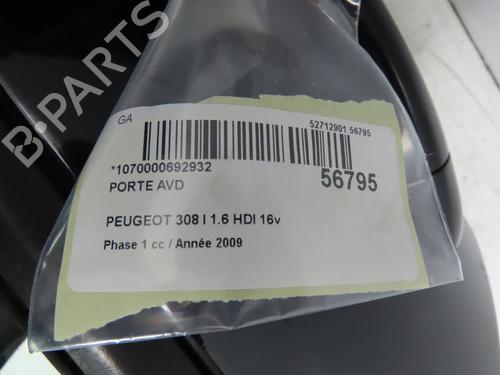 B-PARTS
GA
52712901 56795
*1070000692932
56795
PORTE AVD
PEUGEOT 308 I 1.6 HDI 16v
Phase 1 cc / Année 2009